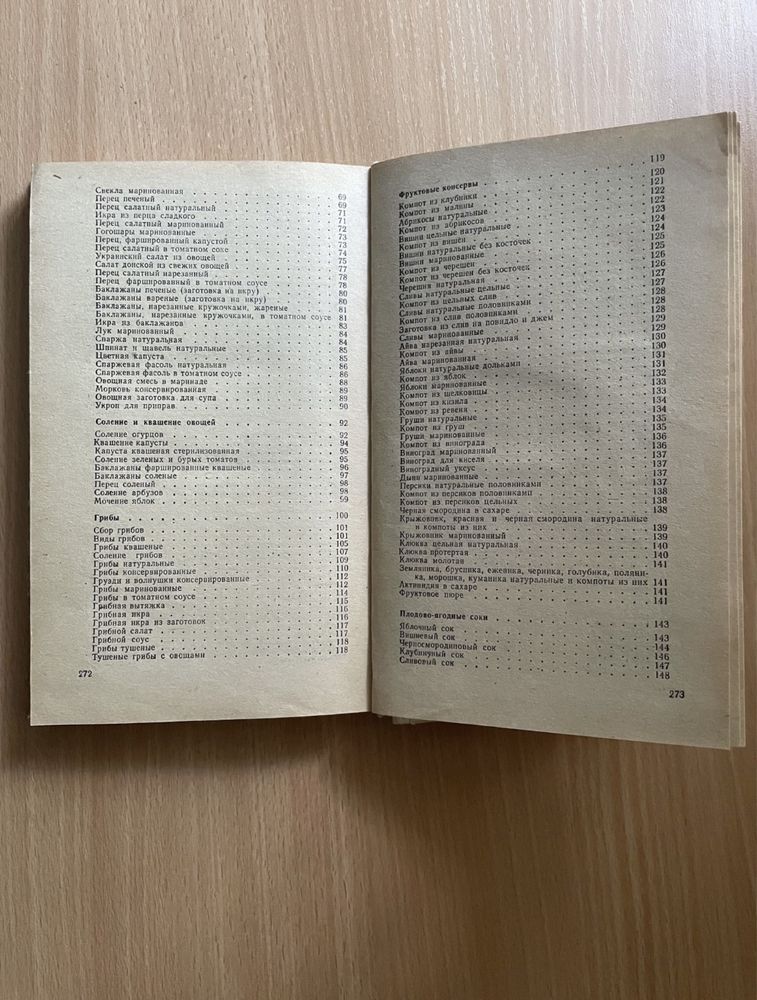 Свекла маринованная . . . 69
Перец печеный . . . 69
Перец салатный натуральный . . . 71
Икра из перца сладкого . . . 71
Перец салатный маринованный . . . 72
Гогошары маринованные . . . 73
Перец, фаршированный капустой . . . 73
Перец салатный в томатном соке . . . 74
Украинский салат из овощей . . . 75
Салат донской из свежих овощей . . . 77
Перец салатный нарезанный . . . 78
Перец фаршированный в томатном соусе . . . 78
Баклажаны печеные (заготовка на икру) . . . 80
Баклажаны вареные (заготовка на икру) . . . 80
Баклажаны, нарезанные кружочками, жареные . . . 81
Баклажаны, нарезанные кружочками, в томатном соусе 81
Икра из баклажанов . . . 83
Лук маринованный . . . 84
Спаржа натуральная . . . 84
Шпинат и щавель натуральные . . . 85
Цветная капуста . . . 85
Спаржевая фасоль натуральная . . . 86
Спаржевая фасоль в томатном соусе . . . 86
Овощная смесь в маринаде . . . 88
Морковь консервированная . . . 89
Овощная заготовка для супа . . . 89
Укроп для приправ . . . 90
Соление и квашение овощей . . . 92
Соление огурцов . . . 92
Квашение капусты . . . 94
Капуста квашеная стерилизованная . . . 95
Соление зеленых и бурых томатов . . . 95
Баклажаны фаршированные квашеные . . . 96
Баклажаны соленые . . . 97
Перец соленый . . . 98
Соление арбузов . . . 98
Мочение яблок . . . 59
Грибы . . . 100
Сбор грибов . . . 101
Виды грибов . . . 101
Грибы квашеные . . . 105
Соление грибов . . . 107
Грибы натуральные . . . 109
Грибы консервированные . . . 110
Грузди и волнушки консервированные . . . 112
Грибы маринованные . . . 112
Грибы в томатном соусе . . . 114
Грибная вытяжка . . . 115
Грибная икра . . . 116
Грибная икра из заготовок . . . 116
Грибной салат . . . 117
Грибной соус . . . 117
Грибы тушеные . . . 118
Тушеные грибы с овощами . . . 118
272
Фруктовые консервы . . . 119
Компот из клубники . . . 120
Компот из малины . . . 121
Абрикосы натуральные . . . 122
Компот из абрикосов . . . 122
Вишни цельные натуральные . . . 123
Компот из вишен . . . 124
Вишни натуральные без косточек . . . 124
Вишни маринованные . . . 125
Компот из черешен . . . 125
Компот из черешен без косточек . . . 126
Черешня натуральная . . . 126
Сливы натуральные цельные . . . 127
Компот из цельных слив . . . 127
Сливы натуральные половинками . . . 128
Компот из слив половинками . . . 128
Заготовка из слив на повидло и джем . . . 128
Сливы маринованные . . . 129
Айва нарезанная натуральная . . . 129
Компот из айвы . . . 130
Айва маринованная . . . 130
Яблоки натуральные дольками . . . 131
Компот из яблок . . . 131
Яблоки маринованные . . . 132
Компот из шелковицы . . . 133
Компот из кизила . . . 133
Компот из ревеня . . . 134
Груши натуральные . . . 134
Компот из груш . . . 135
Груши маринованные . . . 135
Компот из винограда . . . 136
Виноград маринованный . . . 136
Виноград для киселя . . . 137
Виноградный уксус . . . 137
Дыни маринованные . . . 137
Персики натуральные половинками . . . 137
Компот из персиков половинками . . . 138
Компот из персиков цельных . . . 138
Черная смородина в сахаре . . . 138
Крыжовник, красная и черная смородина натуральные
и компоты из них . . . 139
Крыжовник маринованный . . . 139
Клюква цельная натуральная . . . 140
Клюква протертая . . . 140
Клюква молотая . . . 141
Земляника, брусника, ежевика, черника, голубика, поляни-
ка, морошка, куманика натуральные и компоты из них 141
Актинидия в сахаре . . . 141
Фруктовое пюре . . . 141
Плодово-ягодные соки . . . 143
Яблочный сок . . . 143
Вишневый сок . . . 144
Черносмородиновый сок . . . 146
Клубничный сок . . . 147
Сливовый сок . . . 148
273